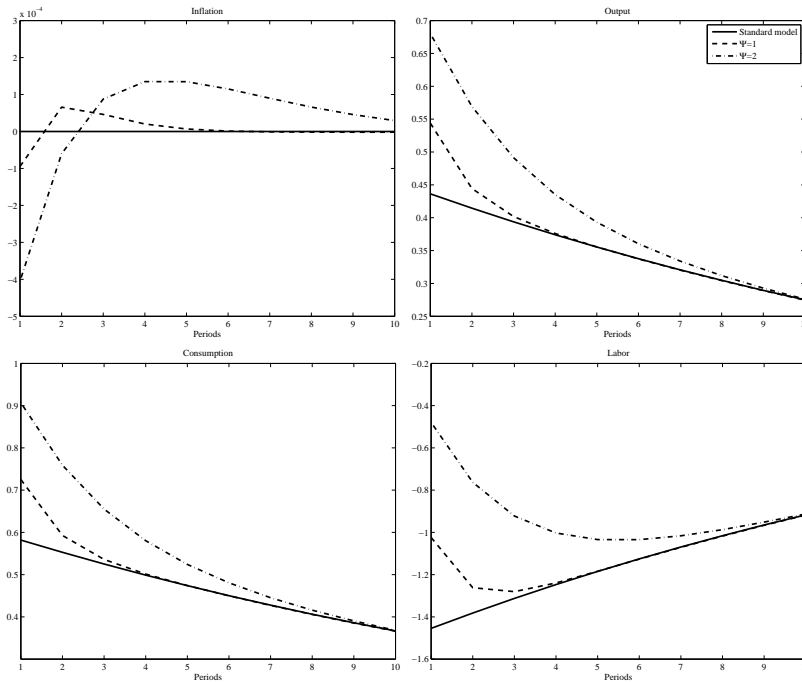 Inflation
x 10⁻⁴
3
2
1
0
−1
−2
−3
−4
−5
1 2 3 4 5 6 7 8 9 10
Periods
Output
0.7
0.65
0.6
0.55
0.5
0.45
0.4
0.35
0.3
0.25
Standard model
Ψ=1
Ψ=2
1 2 3 4 5 6 7 8 9
Periods
Consumption
1
0.9
0.8
0.7
0.6
0.5
0.4
1 2 3 4 5 6 7 8 9 10
Periods
Labor
−0.2
−0.4
−0.6
−0.8
−1
−1.2
−1.4
−1.6
1 2 3 4 5 6 7 8 9
Periods